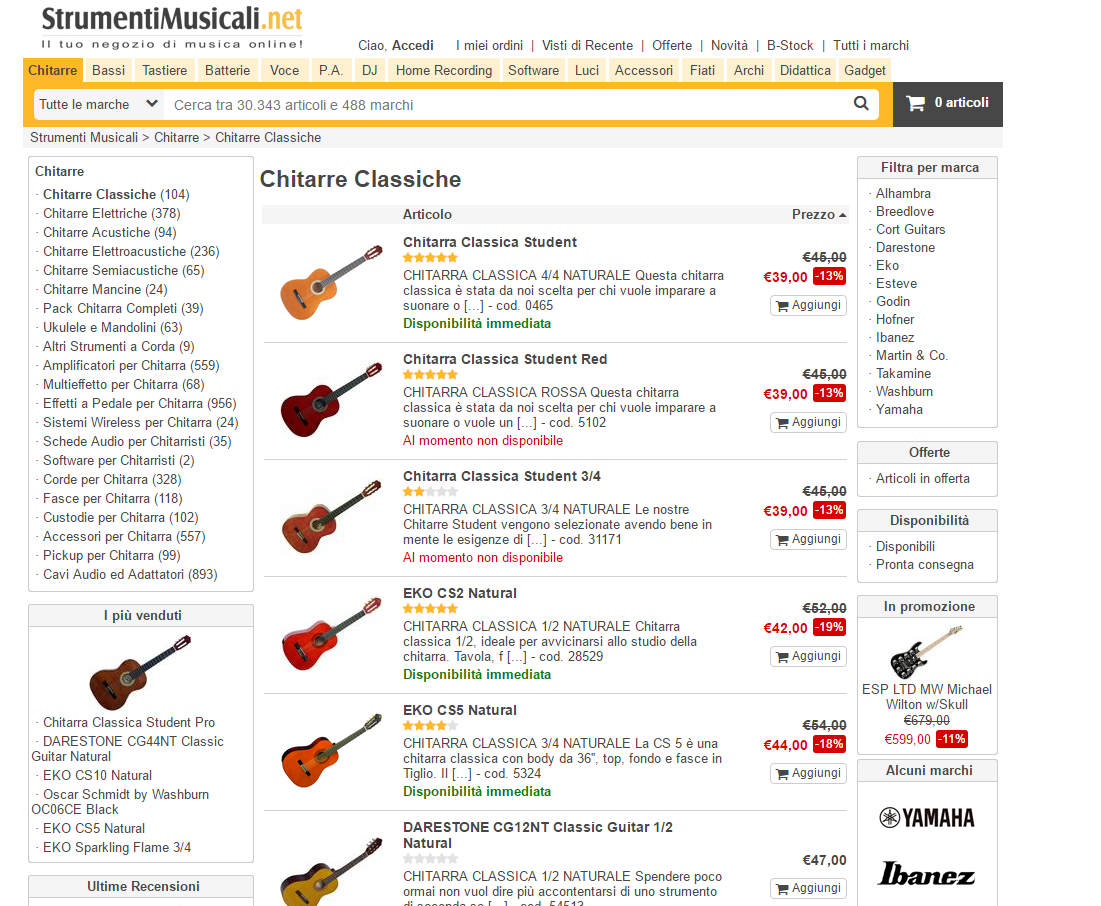 StrumentiMusicali.net
Il tuo negozio di musica online!
Ciao, Accedi
I miei ordini | Visti di Recente | Offerte | Novità | B-Stock | Tutti i marchi
Chitarre Bassi Tastiere Batterie Voce P.A. DJ Home Recording Software Luci Accessori Fiati Archi Didattica Gadget
Tutte le marche
Cerca tra 30.343 articoli e 488 marchi
0 articoli
Strumenti Musicali > Chitarre > Chitarre Classiche
Chitarre
· Chitarre Classiche (104)
· Chitarre Elettriche (378)
· Chitarre Acustiche (94)
· Chitarre Elettroacustiche (236)
· Chitarre Semiacustiche (65)
· Chitarre Mancine (24)
· Pack Chitarra Completi (39)
· Ukulele e Mandolini (63)
· Altri Strumenti a Corda (9)
· Amplificatori per Chitarra (559)
· Multieffetto per Chitarra (68)
· Effetti a Pedale per Chitarra (956)
· Sistemi Wireless per Chitarra (24)
· Schede Audio per Chitarristi (35)
· Software per Chitarristi (2)
· Corde per Chitarra (328)
· Fasce per Chitarra (118)
· Custodie per Chitarra (102)
· Accessori per Chitarra (557)
· Pickup per Chitarra (99)
· Cavi Audio ed Adattatori (893)
I più venduti
· Chitarra Classica Student Pro
· DARESTONE CG44NT Classic
Guitar Natural
· EKO CS10 Natural
· Oscar Schmidt by Washburn
OC06CE Black
· EKO CS5 Natural
· EKO Sparkling Flame 3/4
Ultime Recensioni
Chitarre Classiche
Articolo
Prezzo
Chitarra Classica Student
CHITARRA CLASSICA 4/4 NATURALE Questa chitarra
classica è stata da noi scelta per chi vuole imparare a
suonare o [...] - cod. 0465
Disponibilità immediata
€45,00
€39,00 -13%
Aggiungi
Chitarra Classica Student Red
CHITARRA CLASSICA ROSSA Questa chitarra
classica è stata da noi scelta per chi vuole imparare a
suonare o vuole un [...] - cod. 5102
Al momento non disponibile
€45,00
€39,00 -13%
Aggiungi
Chitarra Classica Student 3/4
CHITARRA CLASSICA 3/4 NATURALE Le nostre
Chitarre Student vengono selezionate avendo bene in
mente le esigenze di [...] - cod. 31171
Al momento non disponibile
€45,00
€39,00 -13%
Aggiungi
EKO CS2 Natural
CHITARRA CLASSICA 1/2 NATURALE Chitarra
classica 1/2, ideale per avvicinarsi allo studio della
chitarra. Tavola, f [...] - cod. 28529
Disponibilità immediata
€52,00
€42,00 -19%
Aggiungi
EKO CS5 Natural
CHITARRA CLASSICA 3/4 NATURALE La CS 5 è una
chitarra classica con body da 36", top, fondo e fasce in
Tiglio. Il [...] - cod. 5324
Disponibilità immediata
€54,00
€44,00 -18%
Aggiungi
DARESTONE CG12NT Classic Guitar 1/2
Natural
CHITARRA CLASSICA 1/2 NATURALE Spendere poco
ormai non vuol dire più accontentarsi di uno strumento
di seconda se [...] - cod. 54513
€47,00
Aggiungi
Filtra per marca
· Alhambra
· Breedlove
· Cort Guitars
· Darestone
· Eko
· Esteve
· Godin
· Hofner
· Ibanez
· Martin & Co.
· Takamine
· Washburn
· Yamaha
Offerte
· Articoli in offerta
Disponibilità
· Disponibili
· Pronta consegna
In promozione
ESP LTD MW Michael
Wilton w/Skull
€679,00
€599,00 -11%
Alcuni marchi
YAMAHA
Ibanez